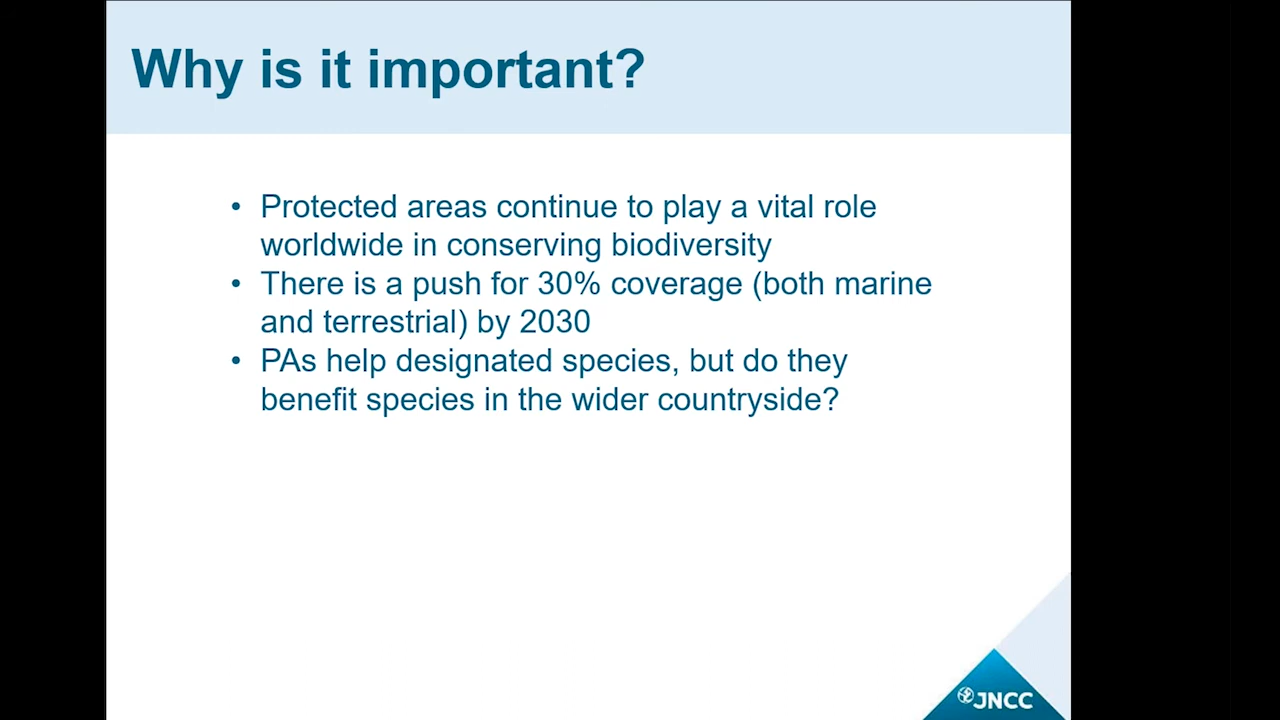 Why is it important?
• Protected areas continue to play a vital role
worldwide in conserving biodiversity
• There is a push for 30% coverage (both marine
and terrestrial) by 2030
• PAs help designated species, but do they
benefit species in the wider countryside?
JNCC